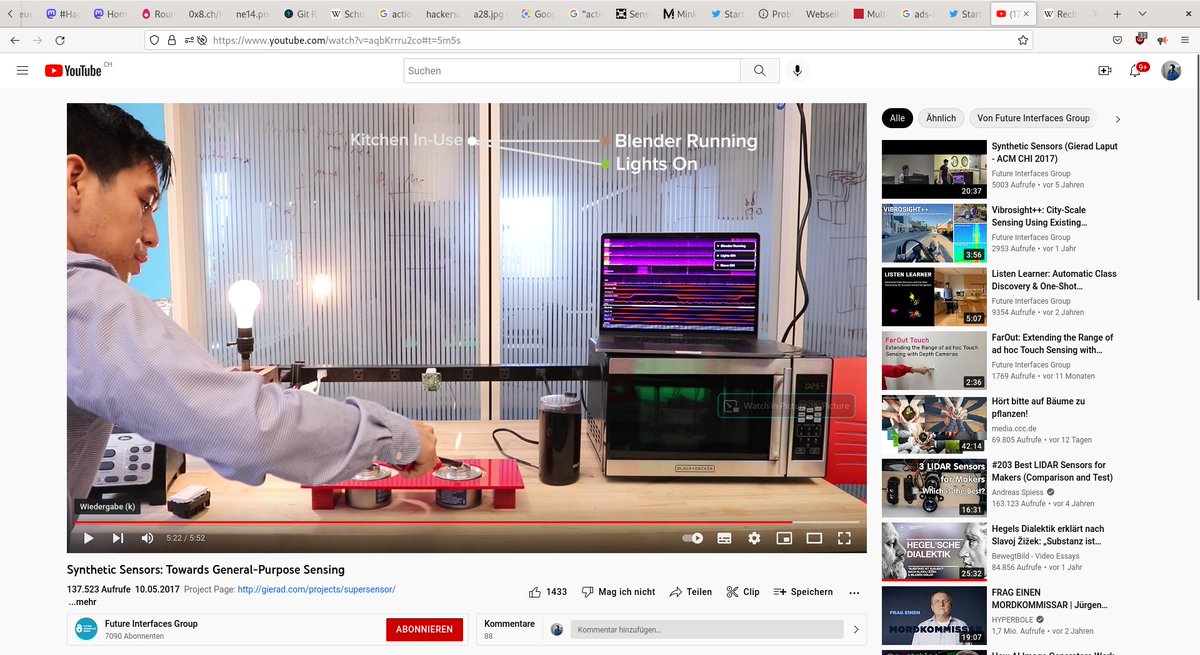 #Ha
Hom
Rour
0x8.ch/
ne14.pn
Git R
Schn
actio
hackers
a28.jpg
Goo
"acti
Sens
Mink
Star
Prob
Webseit
Mult
ads-i
Start
(17
Rech
https://www.youtube.com/watch?v=aqbKrrru2co#t=5m5s
YouTube CH
Suchen
9+
Kitchen In-Use
Blender Running
Lights On
Blender Running
Lights On
Watch in Picture-in-Picture
BLACK+DECKER
Wiedergabe (k)
5:22 / 5:52
Synthetic Sensors: Towards General-Purpose Sensing
137.523 Aufrufe 10.05.2017 Project Page: http://gierad.com/projects/supersensor/
...mehr
1433
Mag ich nicht
Teilen
Clip
Speichern
Future Interfaces Group
7090 Abonnenten
ABONNIEREN
Kommentare
88
Kommentar hinzufügen...
Alle
Ähnlich
Von Future Interfaces Group
20:37
Synthetic Sensors (Gierad Laput
- ACM CHI 2017)
Future Interfaces Group
5003 Aufrufe • vor 5 Jahren
VIBROSIGHT++
3:56
Vibrosight++: City-Scale
Sensing Using Existing…
Future Interfaces Group
2953 Aufrufe • vor 1 Jahr
LISTEN LEARNER
5:07
Listen Learner: Automatic Class
Discovery & One-Shot…
Future Interfaces Group
9354 Aufrufe • vor 2 Jahren
FarOut Touch
Extending the Range of ad hoc Touch
Sensing with Depth Cameras
2:36
FarOut: Extending the Range of
ad hoc Touch Sensing with…
Future Interfaces Group
1769 Aufrufe • vor 11 Monaten
42:14
Hört bitte auf Bäume zu
pflanzen!
media.ccc.de
69.805 Aufrufe • vor 12 Tagen
3 LIDAR Sensors
for Makers
Which is the Best?
16:31
#203 Best LIDAR Sensors for
Makers (Comparison and Test)
Andreas Spiess
163.123 Aufrufe • vor 4 Jahren
HEGEL'SCHE
DIALEKTIK
25:32
Hegels Dialektik erklärt nach
Slavoj Žižek: „Substanz ist…
BewegtBild - Video Essays
84.856 Aufrufe • vor 1 Jahr
FRAG EINEN
MORDKOMMISSAR
19:07
FRAG EINEN
MORDKOMMISSAR | Jürgen…
HYPERBOLE
1,7 Mio. Aufrufe • vor 2 Jahren